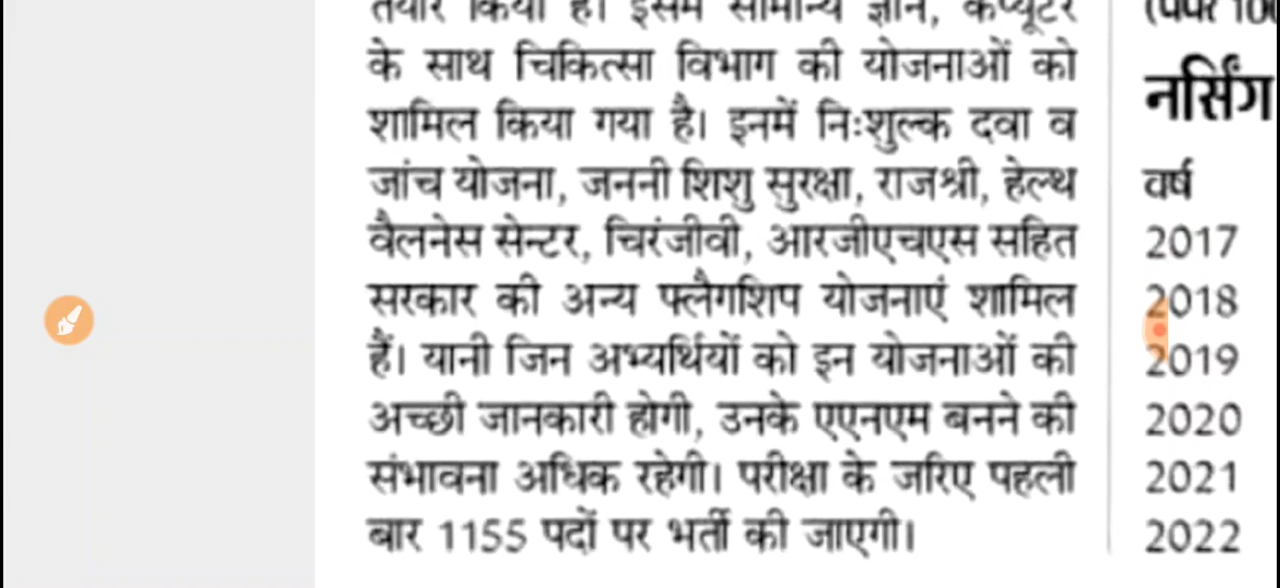 तैयार किया है। इसमें सामान्य ज्ञान, कंप्यूटर
के साथ चिकित्सा विभाग की योजनाओं को
शामिल किया गया है। इनमें निःशुल्क दवा व
जांच योजना, जननी शिशु सुरक्षा, राजश्री, हेल्थ
वैलनेस सेन्टर, चिरंजीवी, आरजीएचएस सहित
सरकार की अन्य फ्लैगशिप योजनाएं शामिल
हैं। यानी जिन अभ्यर्थियों को इन योजनाओं की
अच्छी जानकारी होगी, उनके एएनएम बनने की
संभावना अधिक रहेगी। परीक्षा के जरिए पहली
बार 1155 पदों पर भर्ती की जाएगी।
नर्सिंग
वर्ष
2017
2018
2019
2020
2021
2022